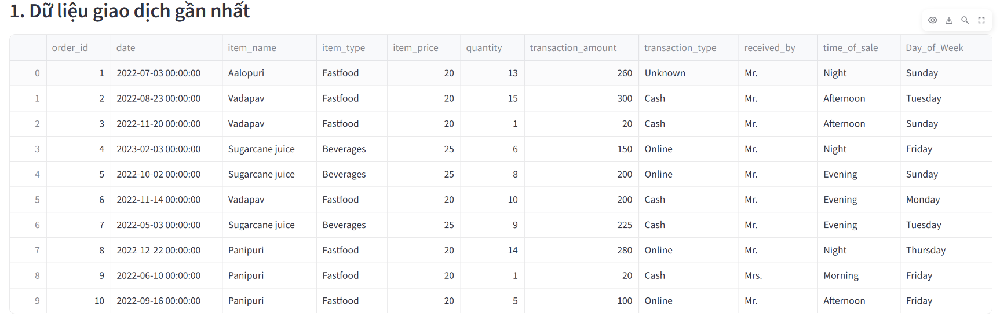 1. Dữ liệu giao dịch gần nhất
order_id date item_name item_type item_price quantity transaction_amount transaction_type received_by time_of_sale Day_of_Week
0 1 2022-07-03 00:00:00 Aalopuri Fastfood 20 13 260 Unknown Mr. Night Sunday
1 2 2022-08-23 00:00:00 Vadapav Fastfood 20 15 300 Cash Mr. Afternoon Tuesday
2 3 2022-11-20 00:00:00 Vadapav Fastfood 20 1 20 Cash Mr. Afternoon Sunday
3 4 2023-02-03 00:00:00 Sugarcane juice Beverages 25 6 150 Online Mr. Night Friday
4 5 2022-10-02 00:00:00 Sugarcane juice Beverages 25 8 200 Online Mr. Evening Sunday
5 6 2022-11-14 00:00:00 Vadapav Fastfood 20 10 200 Cash Mr. Evening Monday
6 7 2022-05-03 00:00:00 Sugarcane juice Beverages 25 9 225 Cash Mr. Evening Tuesday
7 8 2022-12-22 00:00:00 Panipuri Fastfood 20 14 280 Online Mr. Night Thursday
8 9 2022-06-10 00:00:00 Panipuri Fastfood 20 1 20 Cash Mrs. Morning Friday
9 10 2022-09-16 00:00:00 Panipuri Fastfood 20 5 100 Online Mr. Afternoon Friday